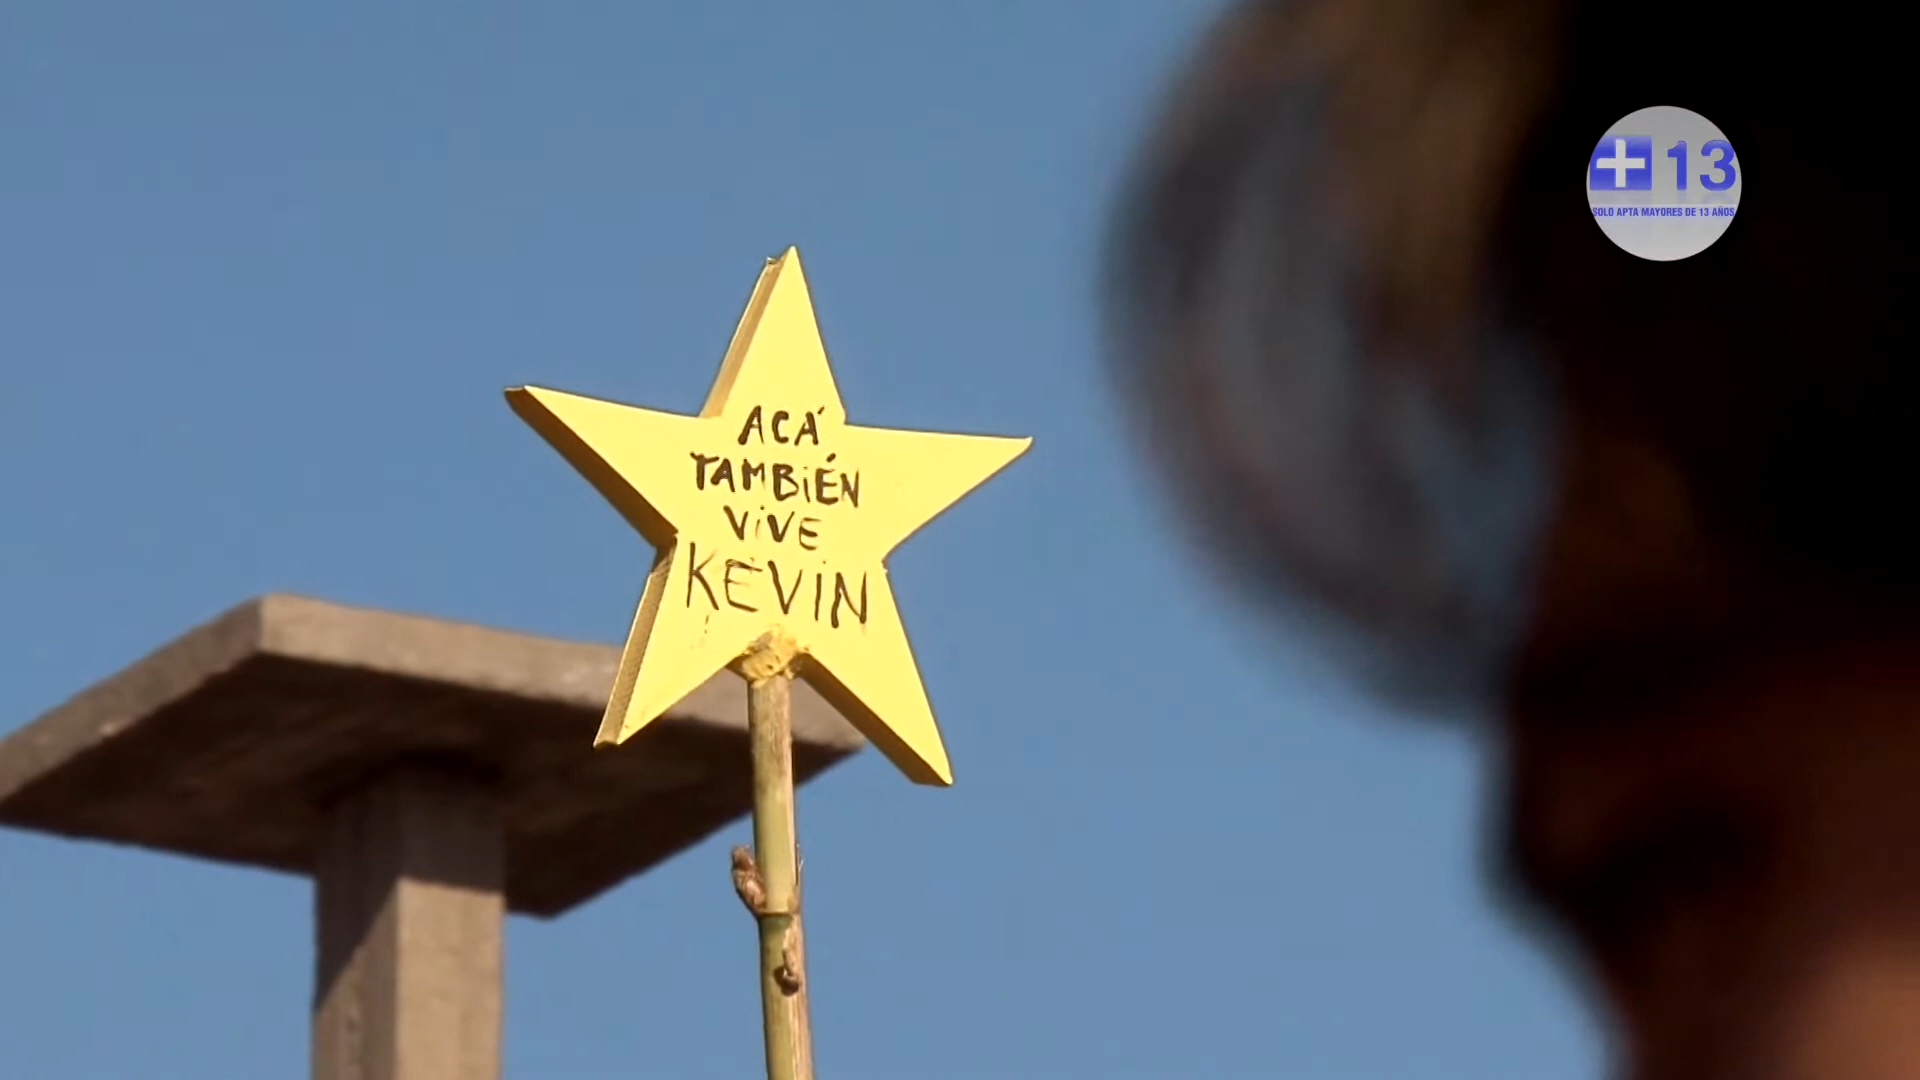 ACÁ
TAMBIÉN
VIVE
KEVIN
+13
SOLO APTA MAYORES DE 13 AÑOS